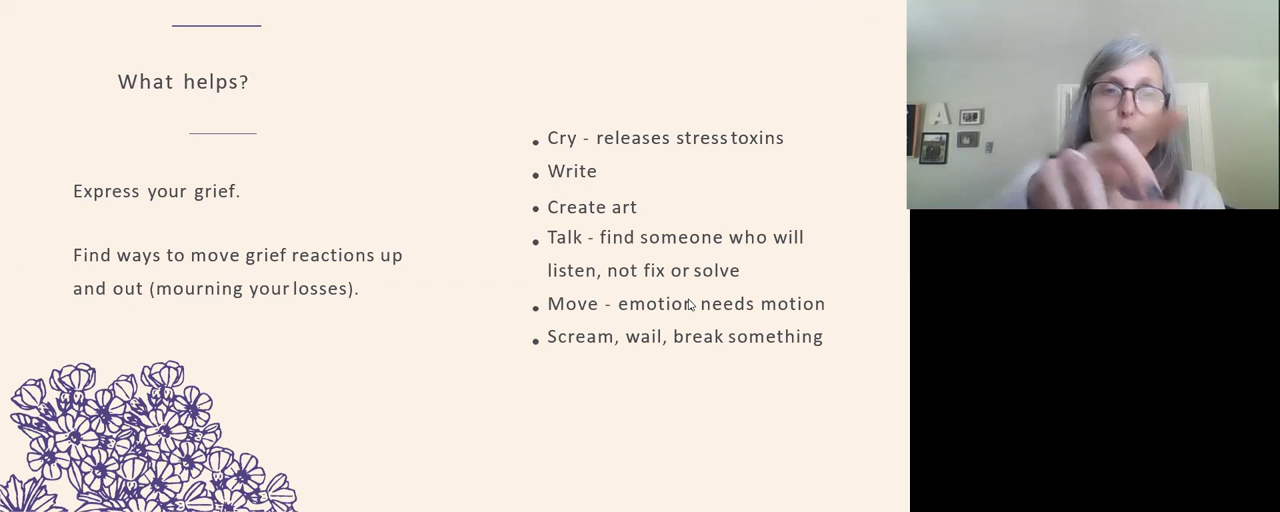 What helps?
Express your grief.
Find ways to move grief reactions up
and out (mourning your losses).
• Cry - releases stress toxins
• Write
• Create art
• Talk - find someone who will
listen, not fix or solve
• Move - emotion needs motion
• Scream, wail, break something
A